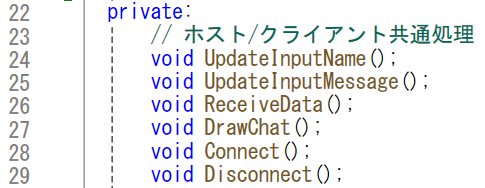 22 private:
23 // ホスト/クライアント共通処理
24 void UpdateInputName();
25 void UpdateInputMessage();
26 void ReceiveData();
27 void DrawChat();
28 void Connect();
29 void Disconnect();